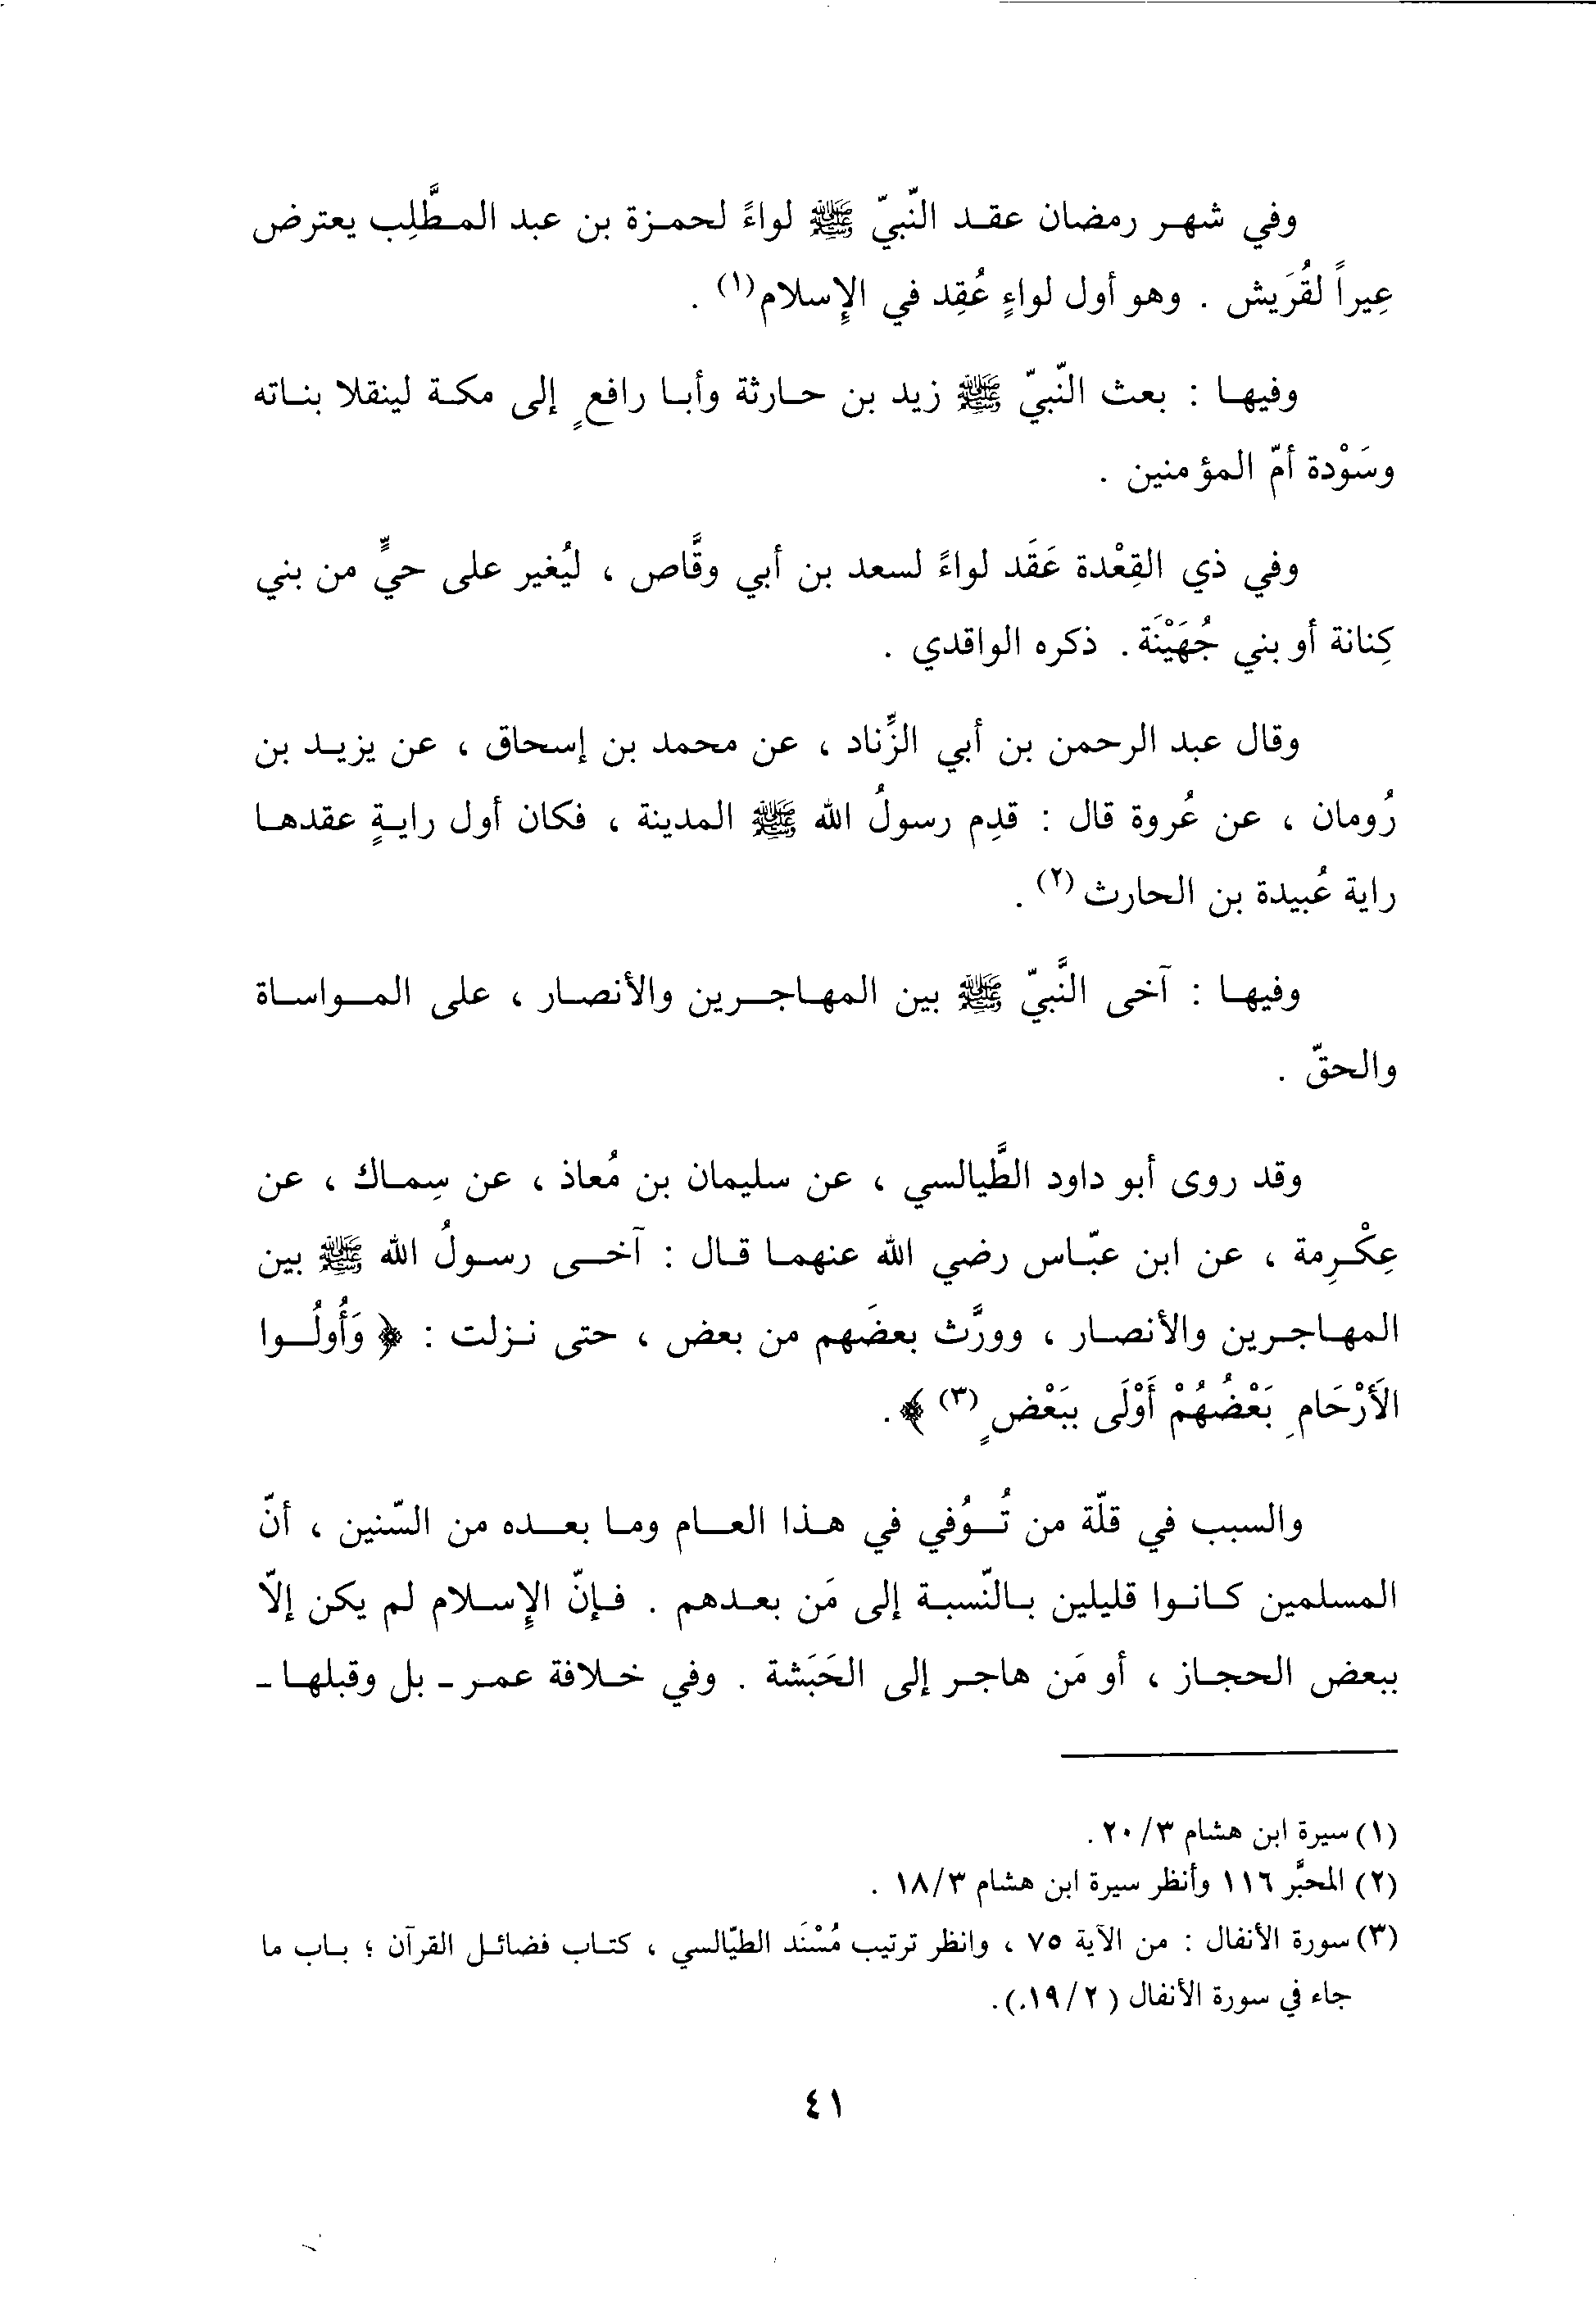 وفي شهر رمضان عقد النّبيّ ﷺ لواءً لحمزة بن عبد المطَّلِب يعترض
عِيراً لقُرَيش . وهو أول لواءٍ عُقِد في الإِسلام(١) .
وفيها : بعث النّبيّ ﷺ زيد بن حارثة وأبا رافعٍ إلى مكة لينقلا بناته
وسَوْدة أمّ المؤمنين .
وفي ذي القِعْدة عَقَد لواءً لسعد بن أبي وقَّاص ، ليُغير على حيٍّ من بني
كِنانة أو بني جُهَيْنَة . ذكره الواقدي .
وقال عبد الرحمن بن أبي الزِّناد ، عن محمد بن إسحاق ، عن يزيد بن
رُومان ، عن عُروة قال : قدِم رسولُ الله ﷺ المدينة ، فكان أول رايةٍ عقدها
راية عُبيدة بن الحارث (٢) .
وفيها : آخى النَّبيّ ﷺ بين المهاجرين والأنصار ، على المواساة
والحقّ .
وقد روى أبو داود الطَّيالسي ، عن سليمان بن مُعاذ ، عن سِماك ، عن
عِكْرِمة ، عن ابن عبّاس رضي الله عنهما قال : آخى رسولُ الله ﷺ بين
المهاجرين والأنصار ، وورَّث بعضَهم من بعض ، حتى نزلت : ﴿ وَأُولُوا
الَأرْحَامِ بَعْضُهُمْ أَوْلَى بِبَعْضٍ (٣) ﴾ .
والسبب في قلّة من تُوُفي في هذا العام وما بعده من السّنين ، أنّ
المسلمين كانوا قليلين بالنّسبة إلى مَن بعدهم . فإنّ الإِسلام لم يكن إلاّ
ببعض الحجاز ، أو مَن هاجر إلى الحَبَشة . وفي خلافة عمر ـ بل وقبلها ـ
(١) سيرة ابن هشام ٣/٢٠ .
(٢) المحبَّر ١١٦ وأنظر سيرة ابن هشام ٣/١٨ .
(٣) سورة الأنفال : من الآية ٧٥ ، وانظر ترتيب مُسْنَد الطيّالسي ، كتاب فضائل القرآن ؛ باب ما
جاء في سورة الأنفال ( ٢/١٩.) .
٤١